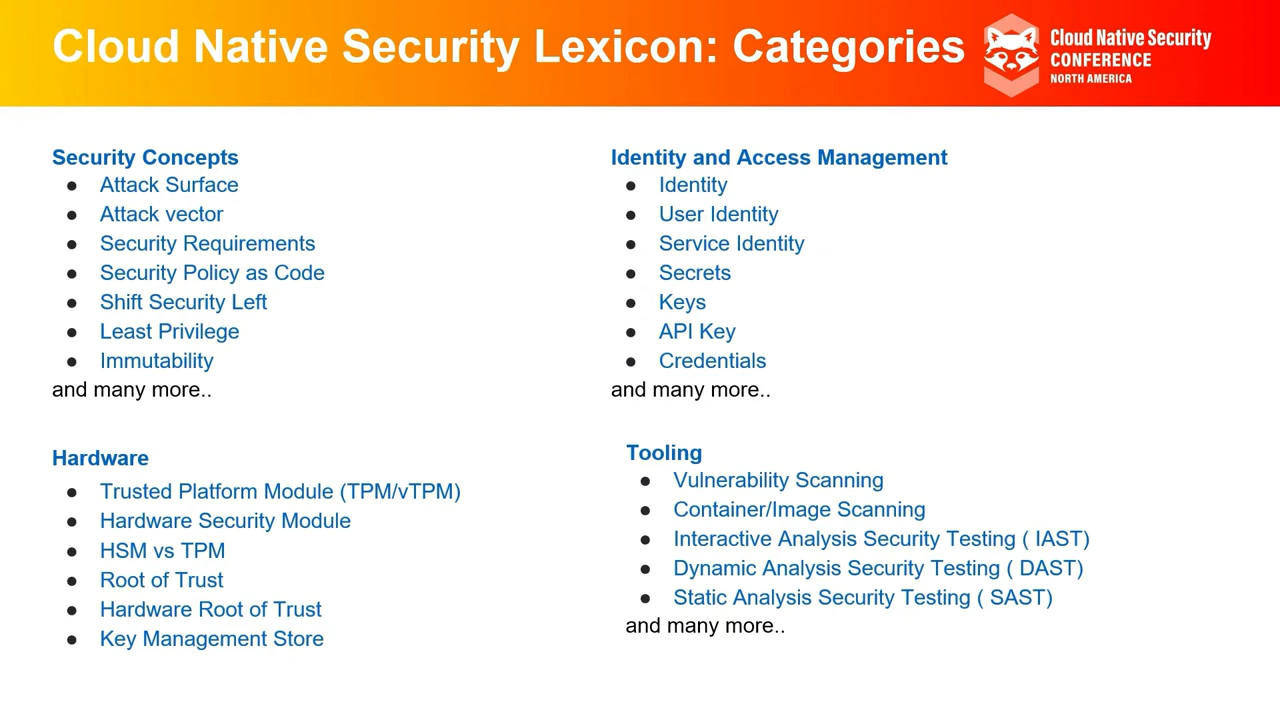 Cloud Native Security Lexicon: Categories
Cloud Native Security
CONFERENCE
NORTH AMERICA
Security Concepts
● Attack Surface
● Attack vector
● Security Requirements
● Security Policy as Code
● Shift Security Left
● Least Privilege
● Immutability
and many more..
Identity and Access Management
● Identity
● User Identity
● Service Identity
● Secrets
● Keys
● API Key
● Credentials
and many more..
Hardware
● Trusted Platform Module (TPM/vTPM)
● Hardware Security Module
● HSM vs TPM
● Root of Trust
● Hardware Root of Trust
● Key Management Store
Tooling
● Vulnerability Scanning
● Container/Image Scanning
● Interactive Analysis Security Testing ( IAST)
● Dynamic Analysis Security Testing ( DAST)
● Static Analysis Security Testing ( SAST)
and many more..